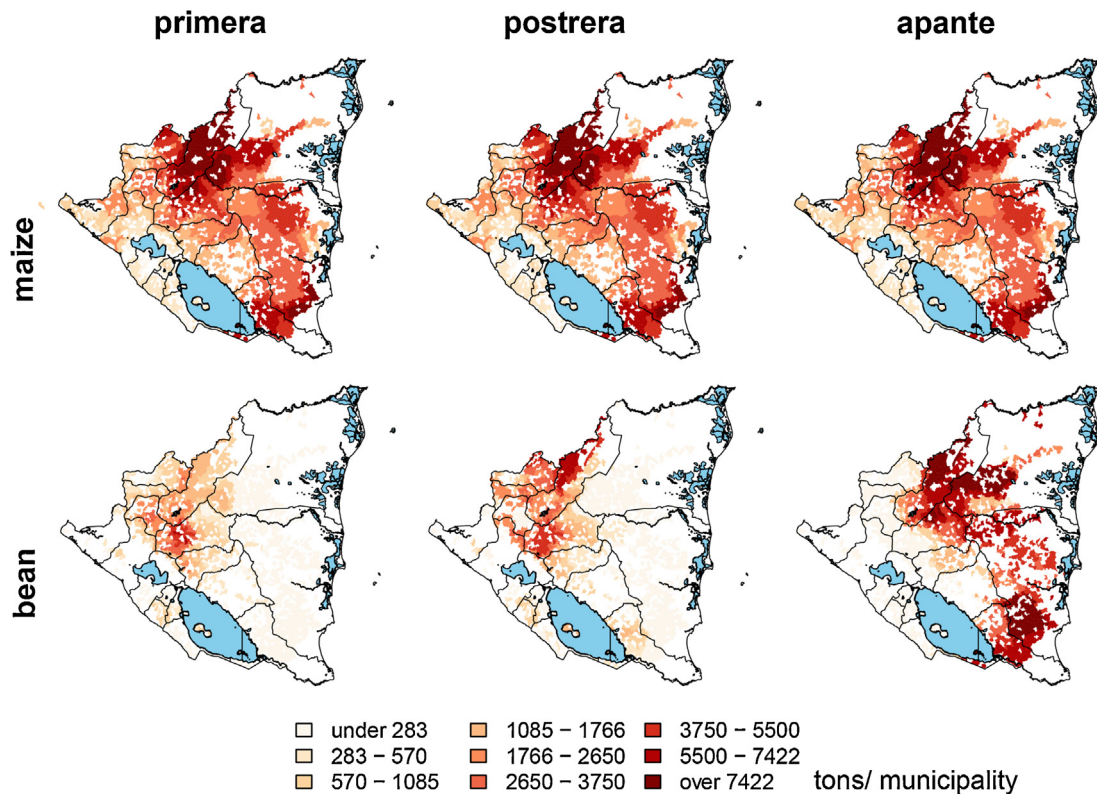 primera postrera apante
maize
bean
under 283 1085 – 1766 3750 – 5500
283 – 570 1766 – 2650 5500 – 7422
570 – 1085 2650 – 3750 over 7422 tons/ municipality